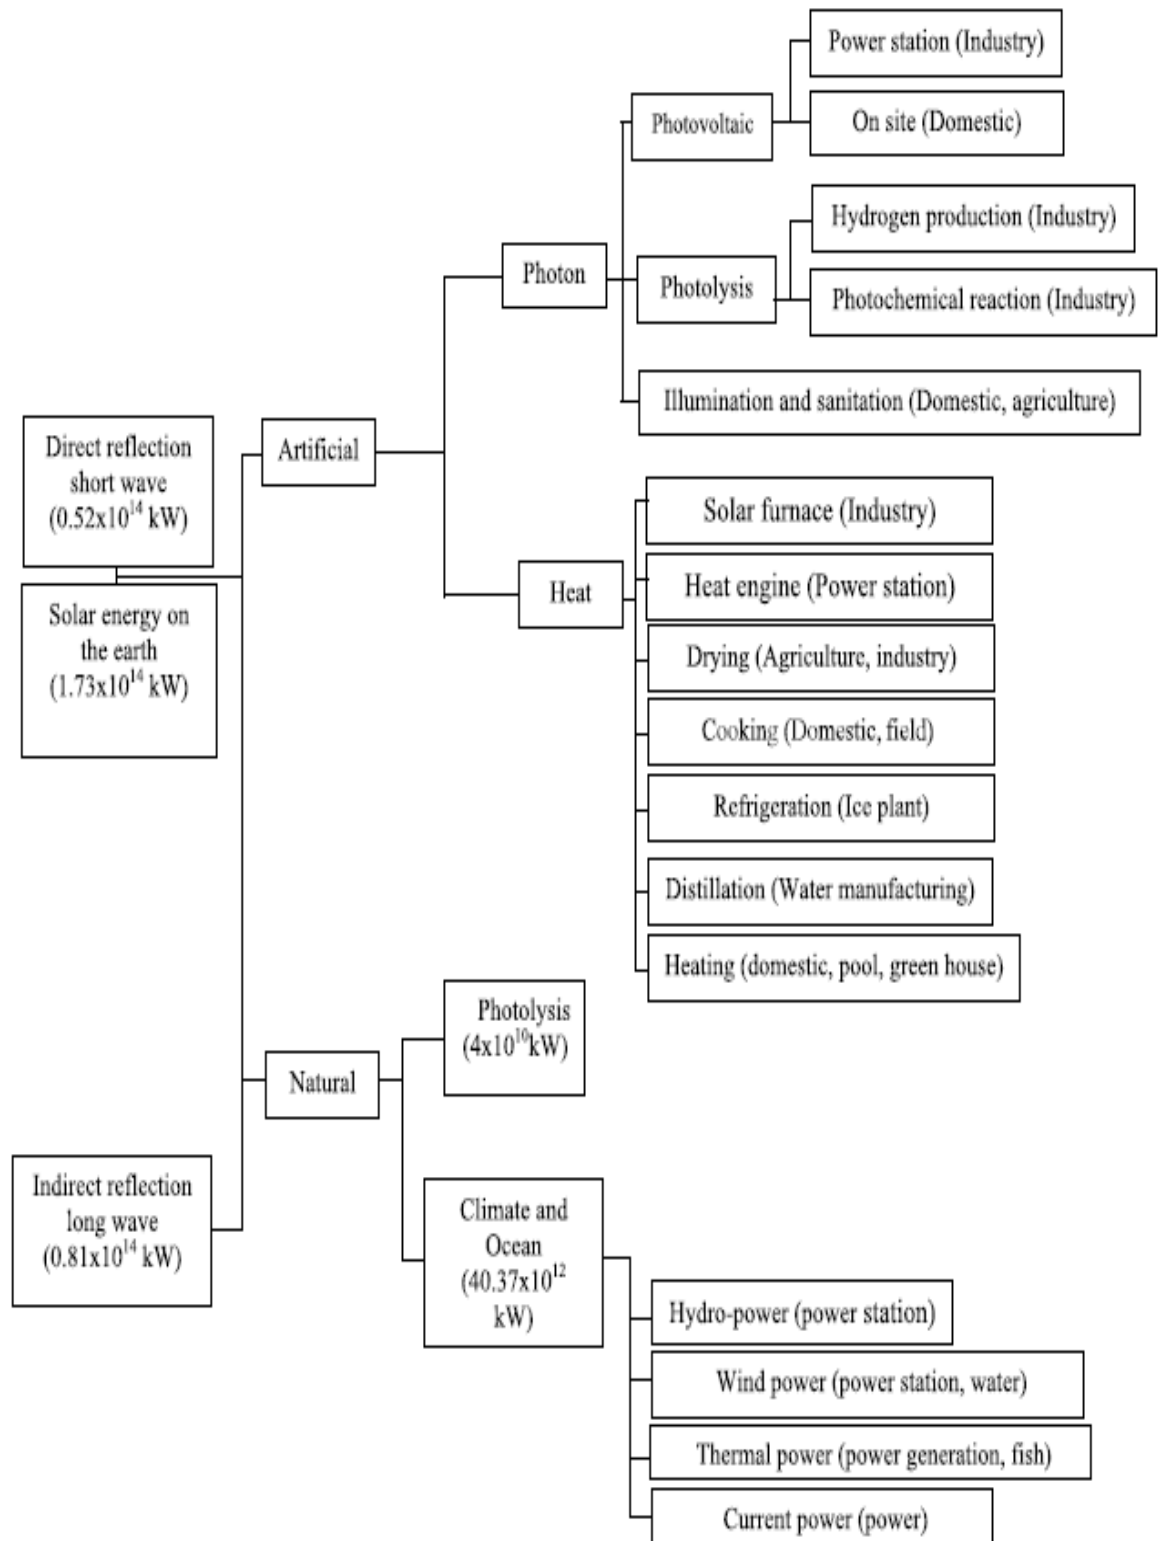 Power station (Industry)
Photovoltaic
On site (Domestic)
Hydrogen production (Industry)
Photon
Photolysis
Photochemical reaction (Industry)
Illumination and sanitation (Domestic, agriculture)
Direct reflection
short wave
(0.52x10¹⁴ kW)
Artificial
Solar energy on
the earth
(1.73x10¹⁴ kW)
Solar furnace (Industry)
Heat
Heat engine (Power station)
Drying (Agriculture, industry)
Cooking (Domestic, field)
Refrigeration (Ice plant)
Distillation (Water manufacturing)
Heating (domestic, pool, green house)
Photolysis
(4x10¹⁰kW)
Natural
Indirect reflection
long wave
(0.81x10¹⁴ kW)
Climate and
Ocean
(40.37x10¹²
kW)
Hydro-power (power station)
Wind power (power station, water)
Thermal power (power generation, fish)
Current power (power)